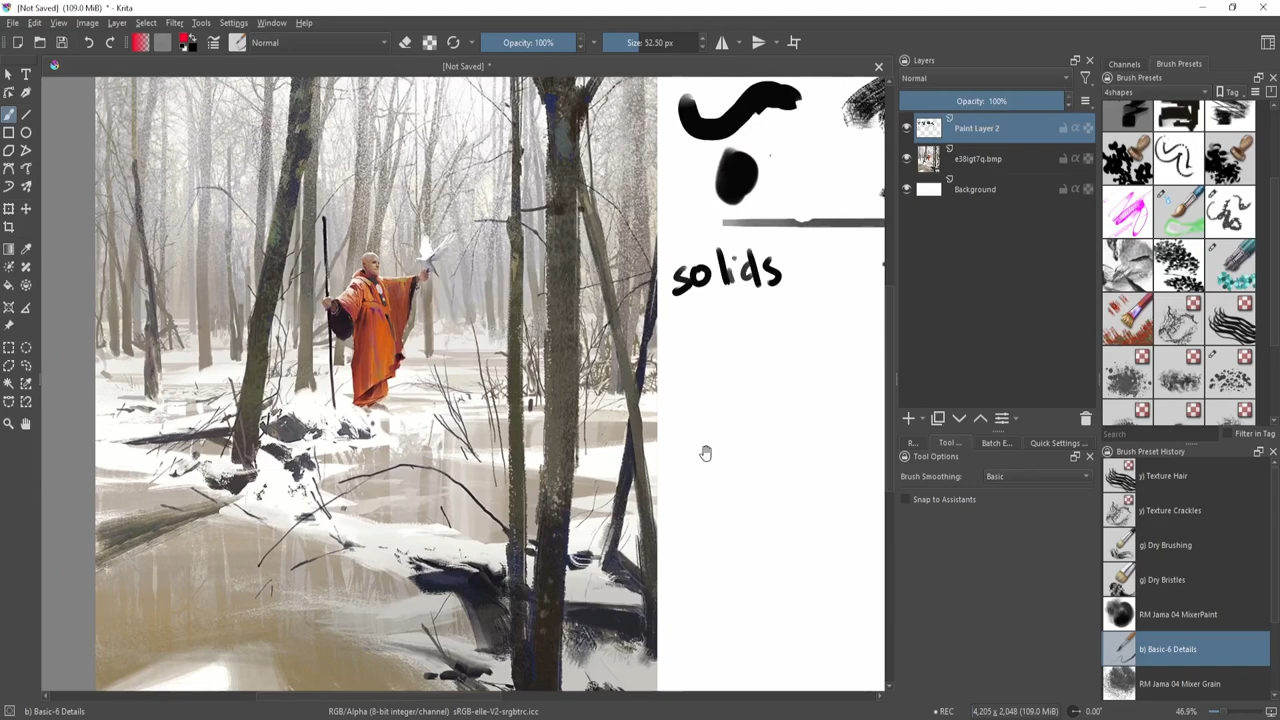 [Not Saved] (109.0 MiB) * - Krita
File Edit View Image Layer Select Filter Tools Settings Window Help
Normal Opacity: 100% Size: 52.50 px
[Not Saved] *
solids
Layers
Normal
Opacity: 100%
Paint Layer 2
e38igt7q.bmp
Background
R... Tool ... Batch E... Quick Settings ...
Tool Options
Brush Smoothing: Basic
Snap to Assistants
Channels Brush Presets
Brush Presets
4shapes Tag
Search Filter in Tag
Brush Preset History
y) Texture Hair
y) Texture Crackles
g) Dry Brushing
g) Dry Bristles
RM Jama 04 MixerPaint
b) Basic-6 Details
RM Jama 04 Mixer Grain
b) Basic-6 Details RGB/Alpha (8-bit integer/channel) sRGB-elle-V2-srgbtrc.icc REC 4,205 x 2,048 (109.0 MiB) 0.00° 46.9%